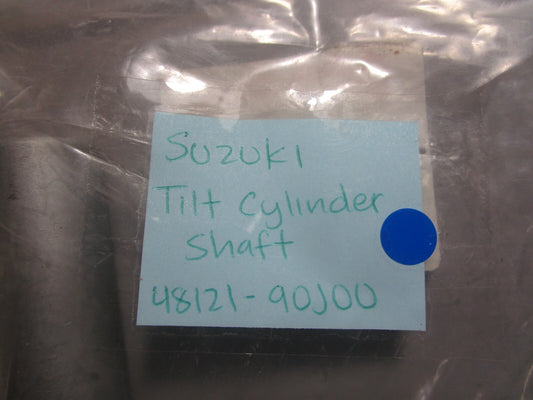 Suzuki
Tilt Cylinder
Shaft
48121-90J00